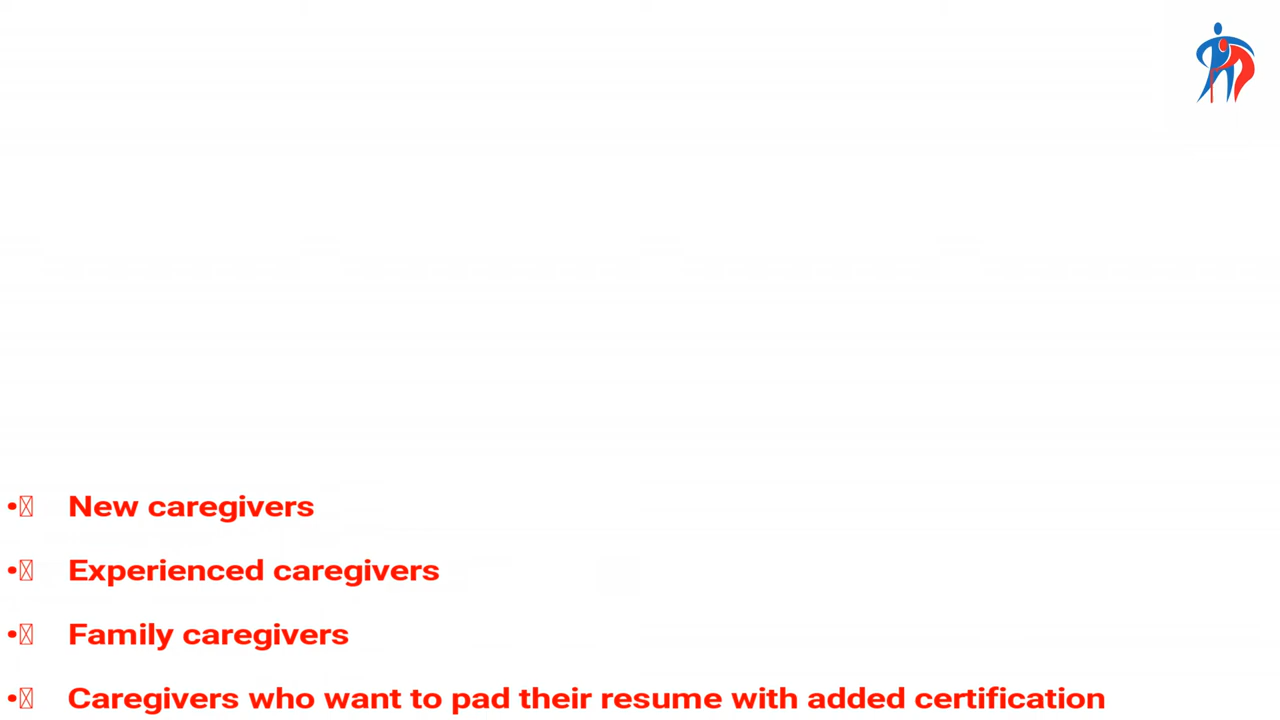 • New caregivers
• Experienced caregivers
• Family caregivers
• Caregivers who want to pad their resume with added certification